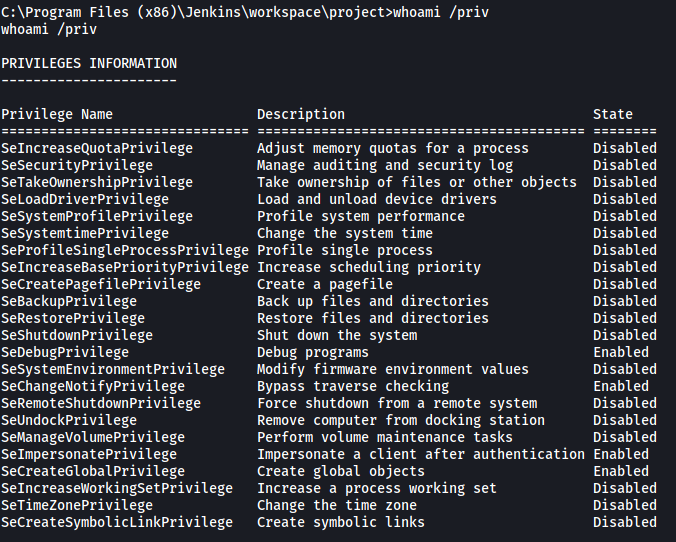 C:\Program Files (x86)\Jenkins\workspace\project>whoami /priv
whoami /priv

PRIVILEGES INFORMATION
----------------------

Privilege Name                  Description                               State
=============================== ========================================= ========
SeIncreaseQuotaPrivilege        Adjust memory quotas for a process        Disabled
SeSecurityPrivilege             Manage auditing and security log          Disabled
SeTakeOwnershipPrivilege        Take ownership of files or other objects  Disabled
SeLoadDriverPrivilege           Load and unload device drivers            Disabled
SeSystemProfilePrivilege        Profile system performance                Disabled
SeSystemtimePrivilege           Change the system time                    Disabled
SeProfileSingleProcessPrivilege Profile single process                    Disabled
SeIncreaseBasePriorityPrivilege Increase scheduling priority              Disabled
SeCreatePagefilePrivilege       Create a pagefile                         Disabled
SeBackupPrivilege               Back up files and directories             Disabled
SeRestorePrivilege              Restore files and directories             Disabled
SeShutdownPrivilege             Shut down the system                      Disabled
SeDebugPrivilege                Debug programs                            Enabled
SeSystemEnvironmentPrivilege    Modify firmware environment values        Disabled
SeChangeNotifyPrivilege         Bypass traverse checking                  Enabled
SeRemoteShutdownPrivilege       Force shutdown from a remote system       Disabled
SeUndockPrivilege               Remove computer from docking station      Disabled
SeManageVolumePrivilege         Perform volume maintenance tasks          Disabled
SeImpersonatePrivilege          Impersonate a client after authentication Enabled
SeCreateGlobalPrivilege         Create global objects                     Enabled
SeIncreaseWorkingSetPrivilege   Increase a process working set            Disabled
SeTimeZonePrivilege             Change the time zone                      Disabled
SeCreateSymbolicLinkPrivilege   Create symbolic links                     Disabled